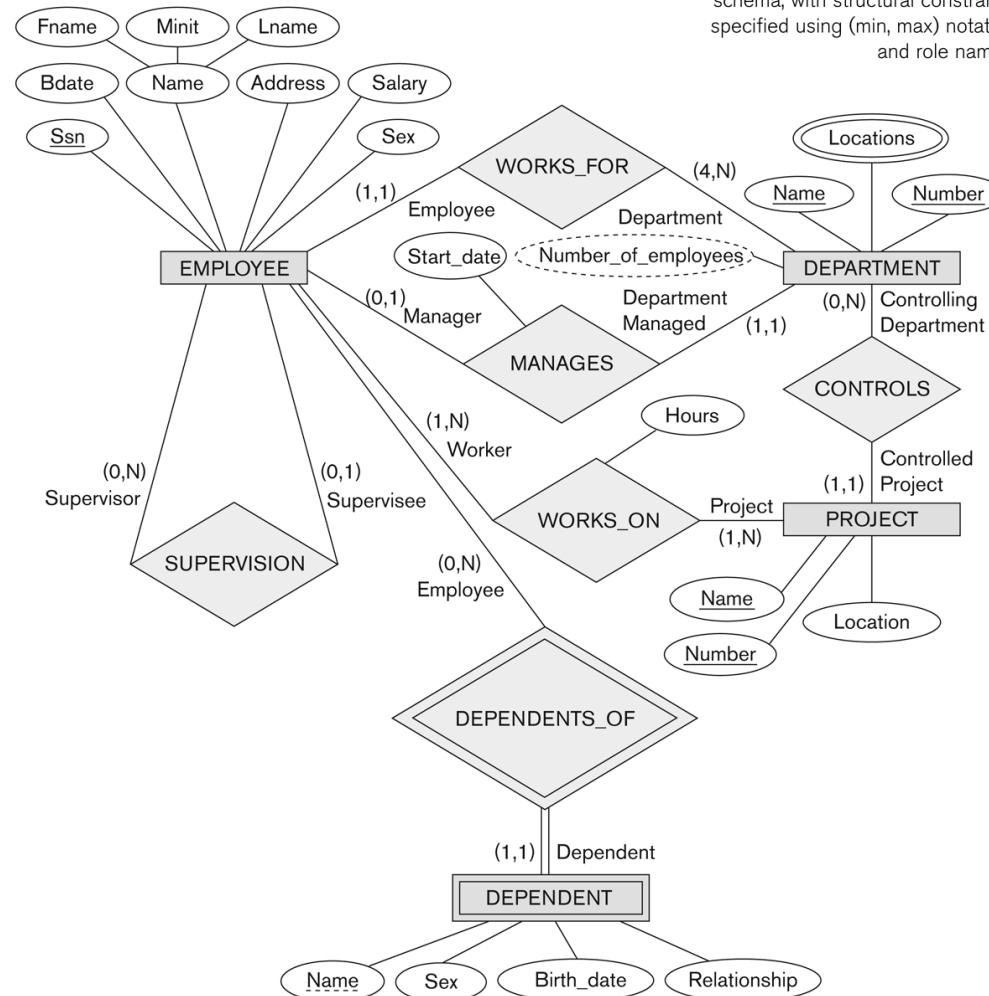 schema, with structural
specified using (min, max)
and role
Fname
Minit
Lname
Bdate
Name
Address
Salary
Ssn
Sex
WORKS_FOR
Locations
Name
Number
(1,1)
Employee
(4,N)
Department
Start_date
Number_of_employees
EMPLOYEE
DEPARTMENT
(0,1)
Manager
Department
Managed
(1,1)
MANAGES
(0,N)
Controlling
Department
CONTROLS
Hours
(1,N)
Worker
(0,N)
Supervisor
(0,1)
Supervisee
Controlled
Project
(1,1)
Project
(1,N)
WORKS_ON
PROJECT
SUPERVISION
(0,N)
Employee
Name
Location
Number
DEPENDENTS_OF
(1,1)
Dependent
DEPENDENT
Name
Sex
Birth_date
Relationship